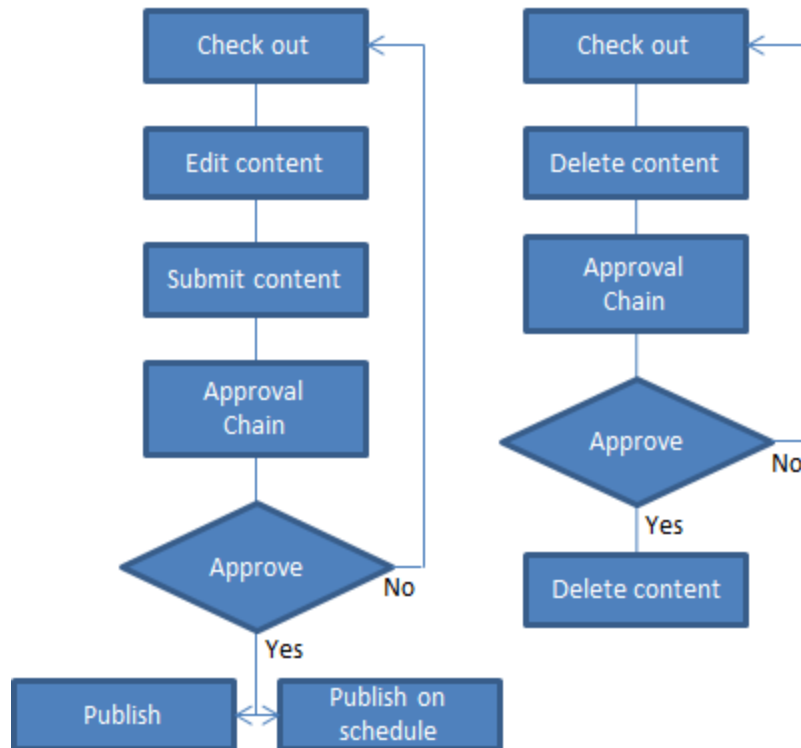 Check out
Edit content
Submit content
Approval
Chain
Approve
No
Yes
Publish
Publish on
schedule
Check out
Delete content
Approval
Chain
Approve
No
Yes
Delete content